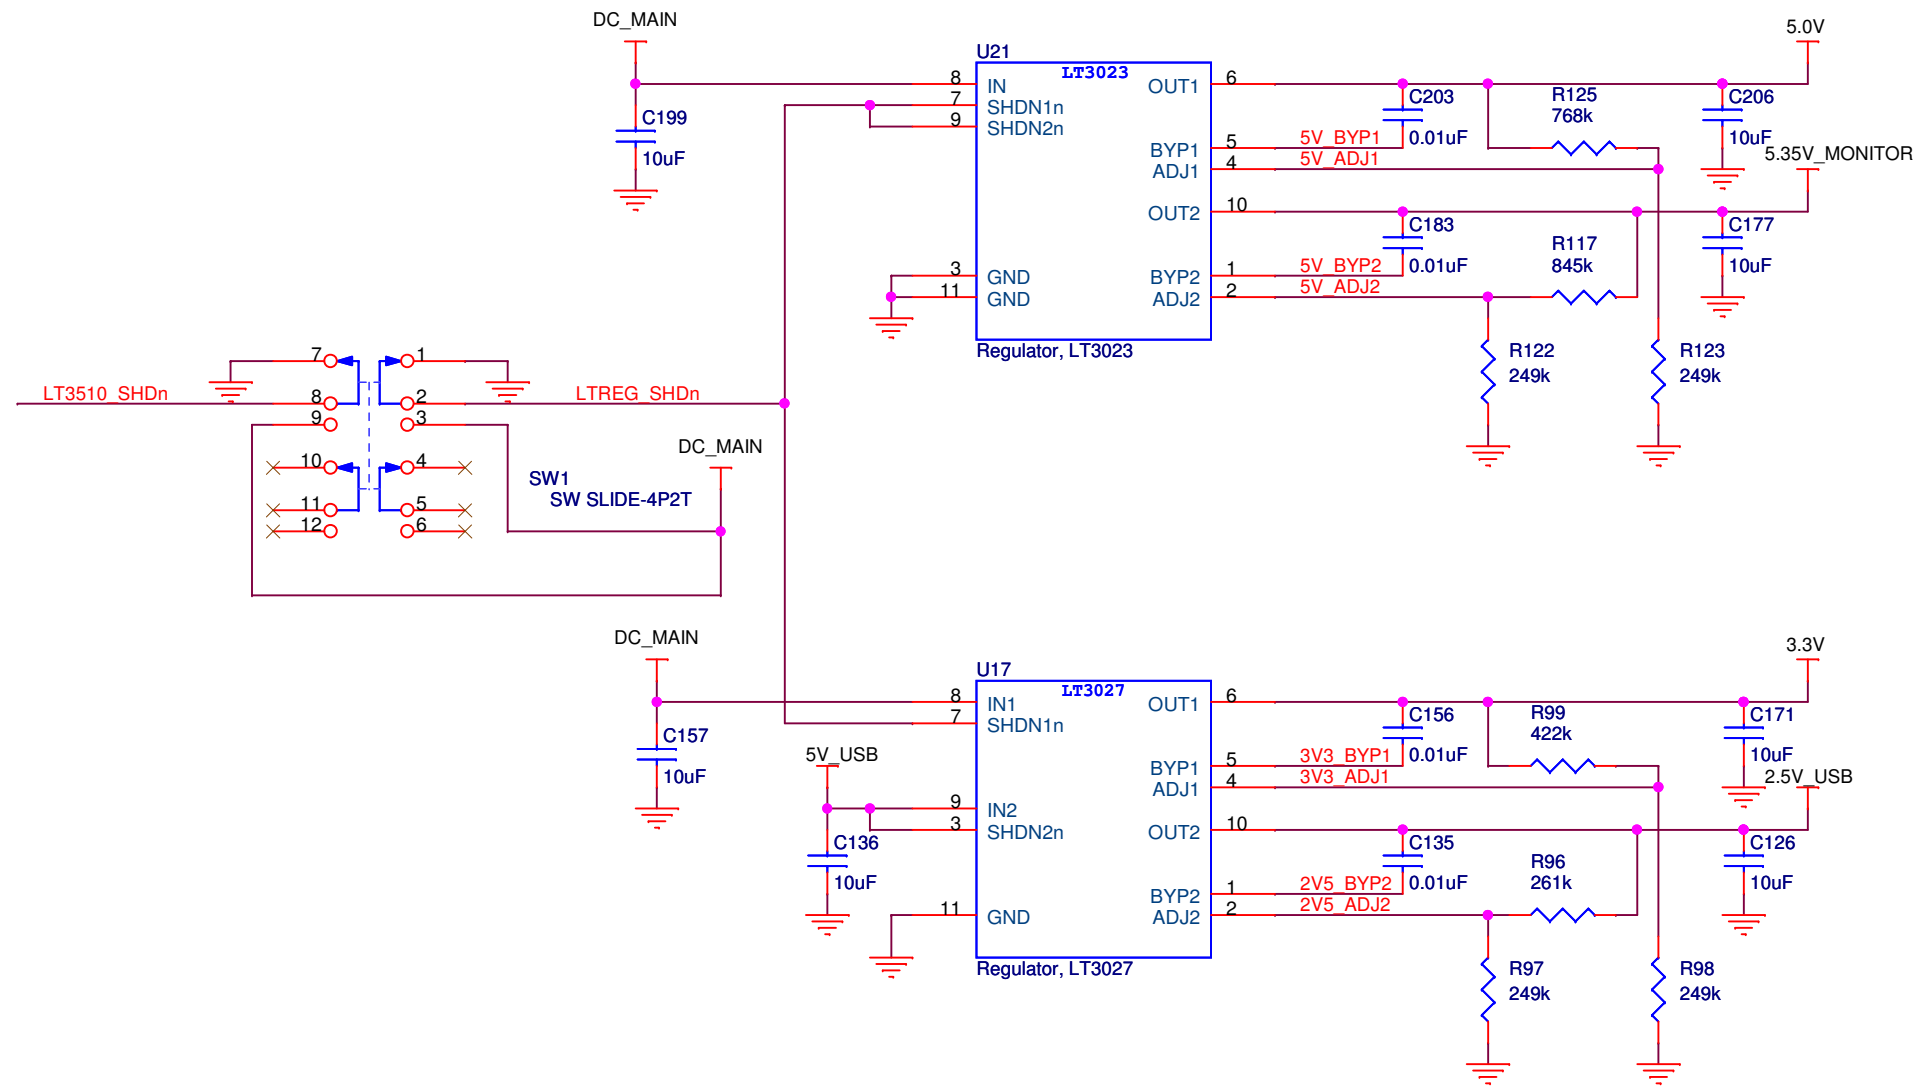 DC_MAIN
C199
10uF
U21
LT3023
8 IN
7 SHDN1n
9 SHDN2n
3 GND
11 GND
OUT1 6
BYP1 5 5V_BYP1
ADJ1 4 5V_ADJ1
OUT2 10
BYP2 1 5V_BYP2
ADJ2 2 5V_ADJ2
Regulator, LT3023
C203
0.01uF
R125
768k
C206
10uF
5.0V
5.35V_MONITOR
C183
0.01uF
R117
845k
C177
10uF
R122
249k
R123
249k
LT3510_SHDn
7 1
8 2
9 3
10 4
11 5
12 6
LTREG_SHDn
DC_MAIN
SW1
SW SLIDE-4P2T
DC_MAIN
C157
10uF
5V_USB
C136
10uF
U17
LT3027
8 IN1
7 SHDN1n
9 IN2
3 SHDN2n
11 GND
OUT1 6
BYP1 5 3V3_BYP1
ADJ1 4 3V3_ADJ1
OUT2 10
BYP2 1 2V5_BYP2
ADJ2 2 2V5_ADJ2
Regulator, LT3027
C156
0.01uF
R99
422k
C171
10uF
3.3V
2.5V_USB
C135
0.01uF
R96
261k
C126
10uF
R97
249k
R98
249k